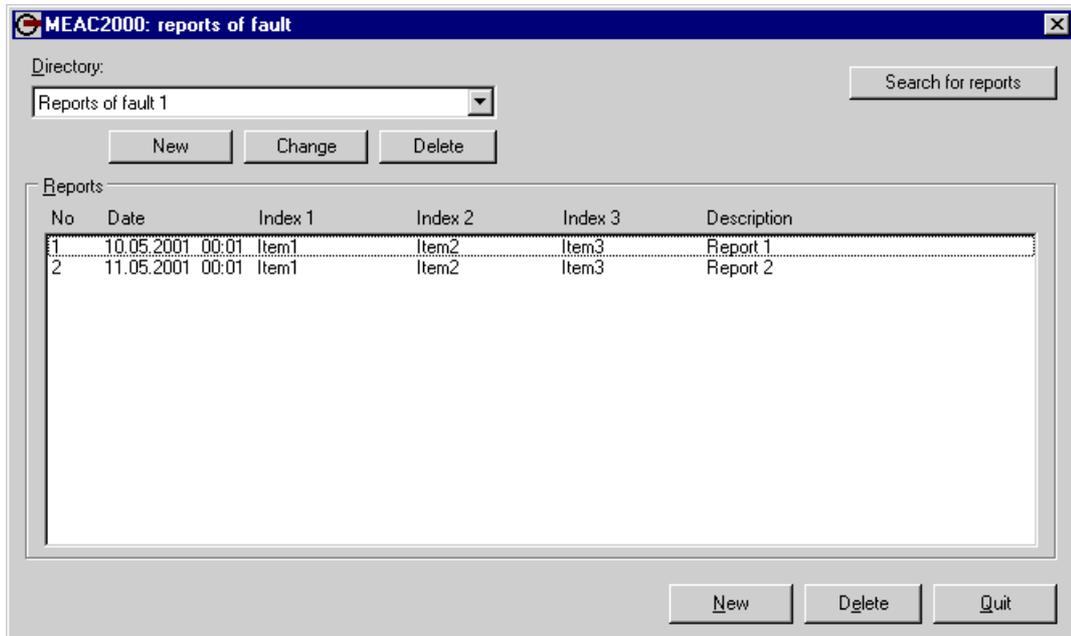 MEAC2000: reports of fault
Directory:
Search for reports
Reports of fault 1
New Change Delete
Reports
No Date Index 1 Index 2 Index 3 Description
1 10.05.2001 00:01 Item1 Item2 Item3 Report 1
2 11.05.2001 00:01 Item1 Item2 Item3 Report 2
New Delete Quit